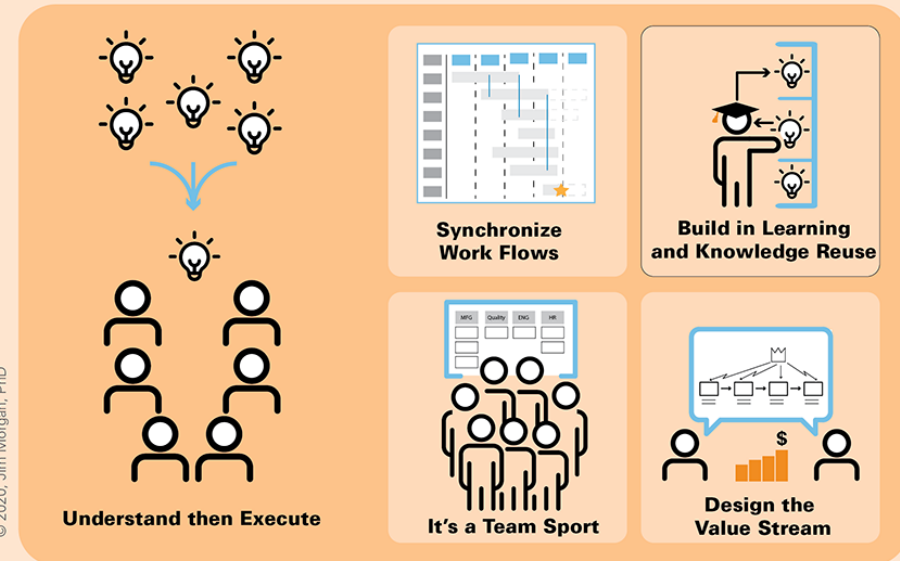 Synchronize
Work Flows
Build in Learning
and Knowledge Reuse
MFG Quality ENG HR
$
Understand then Execute
It's a Team Sport
Design the
Value Stream
© 2020, Jim Morgan, PhD